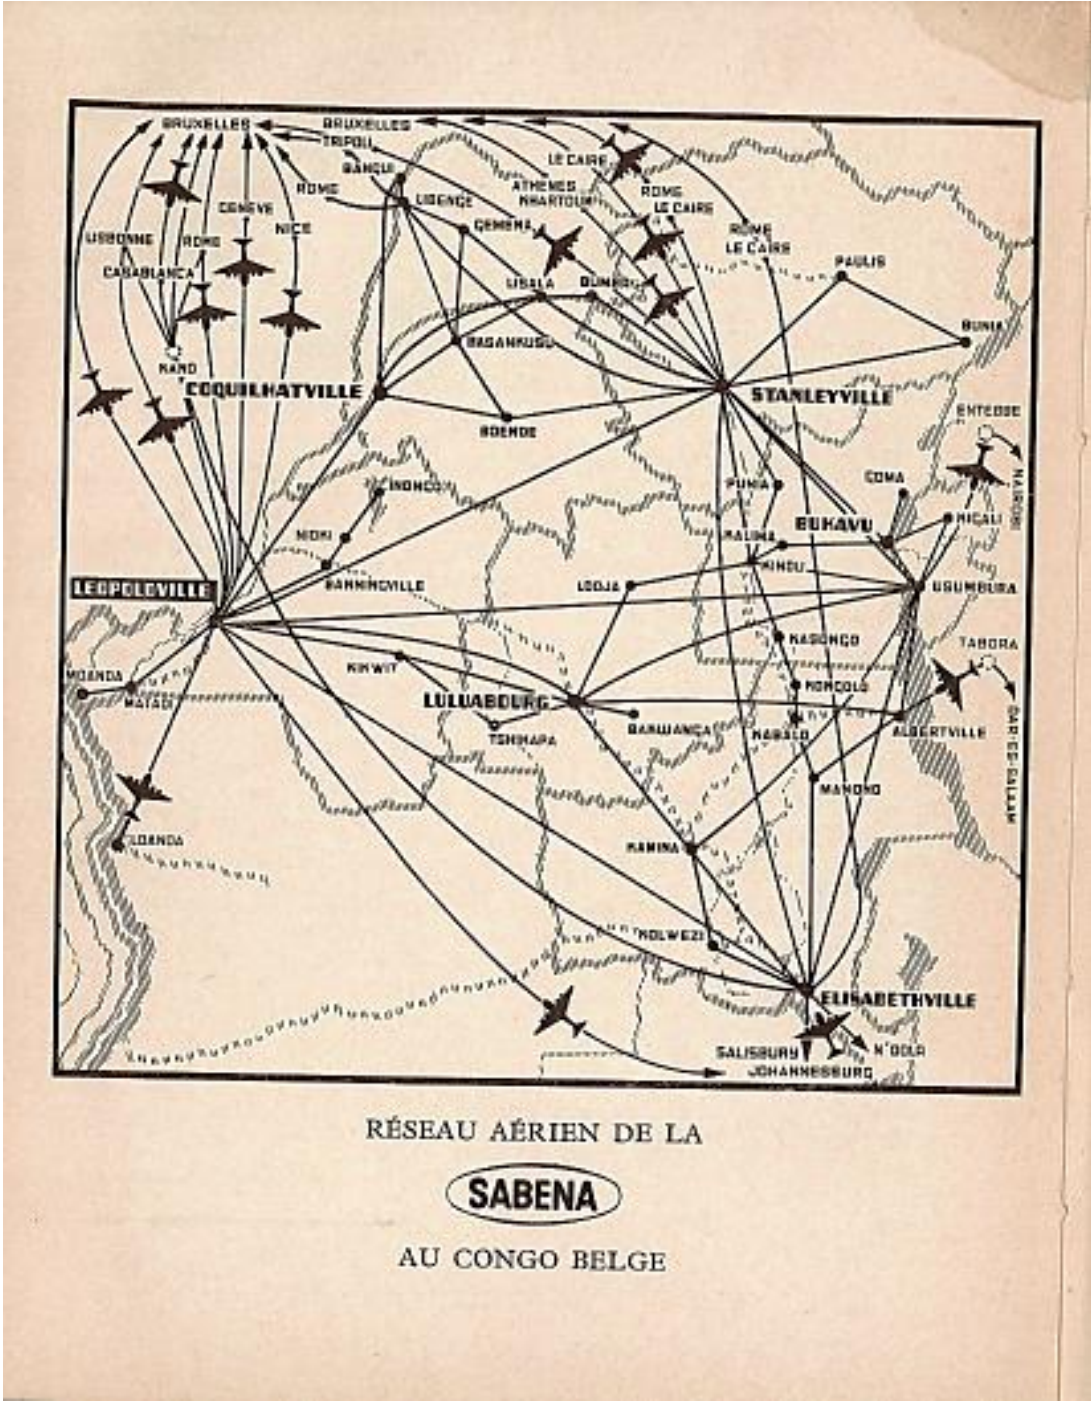 BRUXELLES
BRUXELLES
TRIPOLI
BANGUI
LE CAIRE
ROME
LIBENGE
ATHENES
KHARTOUM
ROME
LE CAIRE
GENEVE
NICE
GEMENA
ROME
LE CAIRE
LISBONNE
ROME
CASABLANCA
PAULIS
LISALA
BUNIA
KANO
BASANKUSU
COQUILHATVILLE
STANLEYVILLE
BOENDE
ENTEBBE
NAIROBI
INONGO
PUNIA
GOMA
BUKAVU
KIGALI
NIOKI
KALIMA
KINDU
LEOPOLDVILLE
BANNINGVILLE
LODJA
USUMBURA
KASONGO
TABORA
MOANDA
KIKWIT
MATADI
LULUABOURG
KONGOLO
DAR-ES-SALAAM
BAKWANGA
TSHIKAPA
KABALO
ALBERTVILLE
MANONO
LOANDA
KAMINA
KOLWEZI
ELISABETHVILLE
SALISBURY
N'DOLA
JOHANNESBURG
RÉSEAU AÉRIEN DE LA
SABENA
AU CONGO BELGE